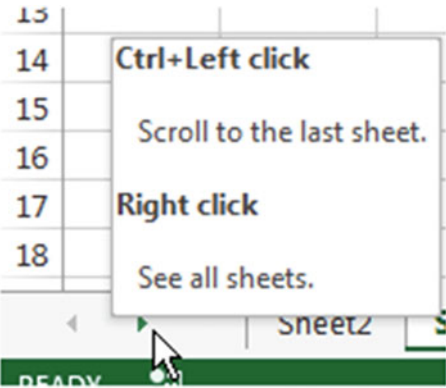 13
14
Ctrl+Left click
15
Scroll to the last sheet.
16
17
Right click
18
See all sheets.
Sheet2
READY